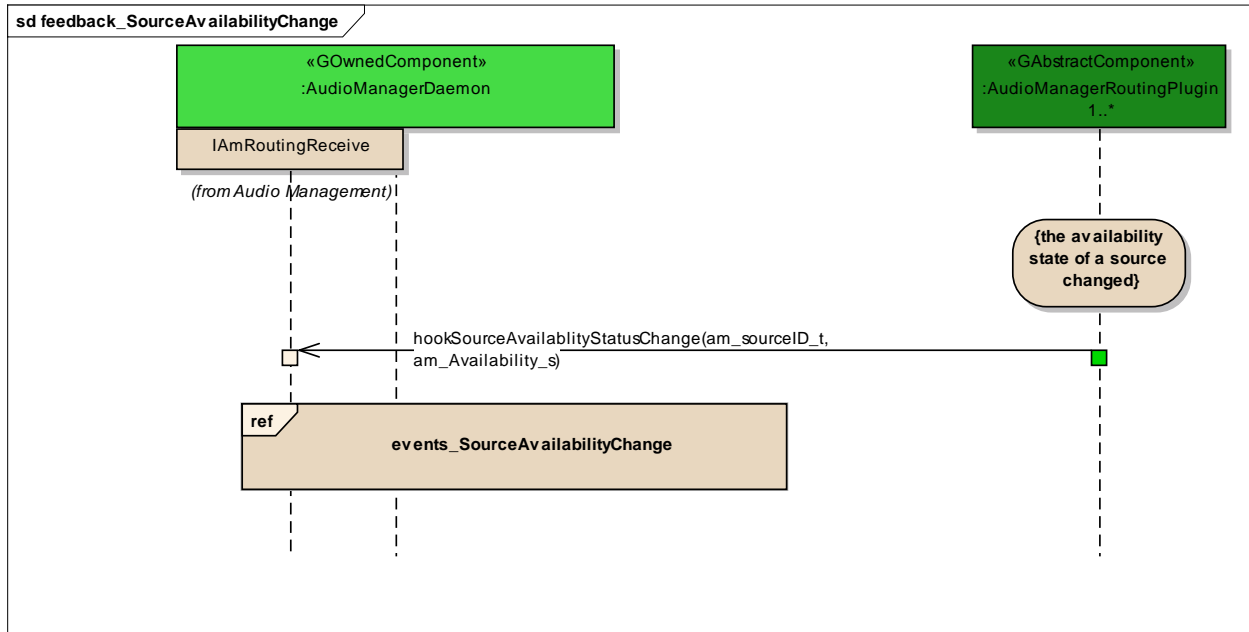 sd feedback_SourceAvailabilityChange
«GOwnedComponent»
:AudioManagerDaemon
«GAbstractComponent»
:AudioManagerRoutingPlugin
1..*
IAmRoutingReceive
(from Audio Management)
{the availability
state of a source
changed}
hookSourceAvailablityStatusChange(am_sourceID_t,
am_Availability_s)
ref
events_SourceAvailabilityChange